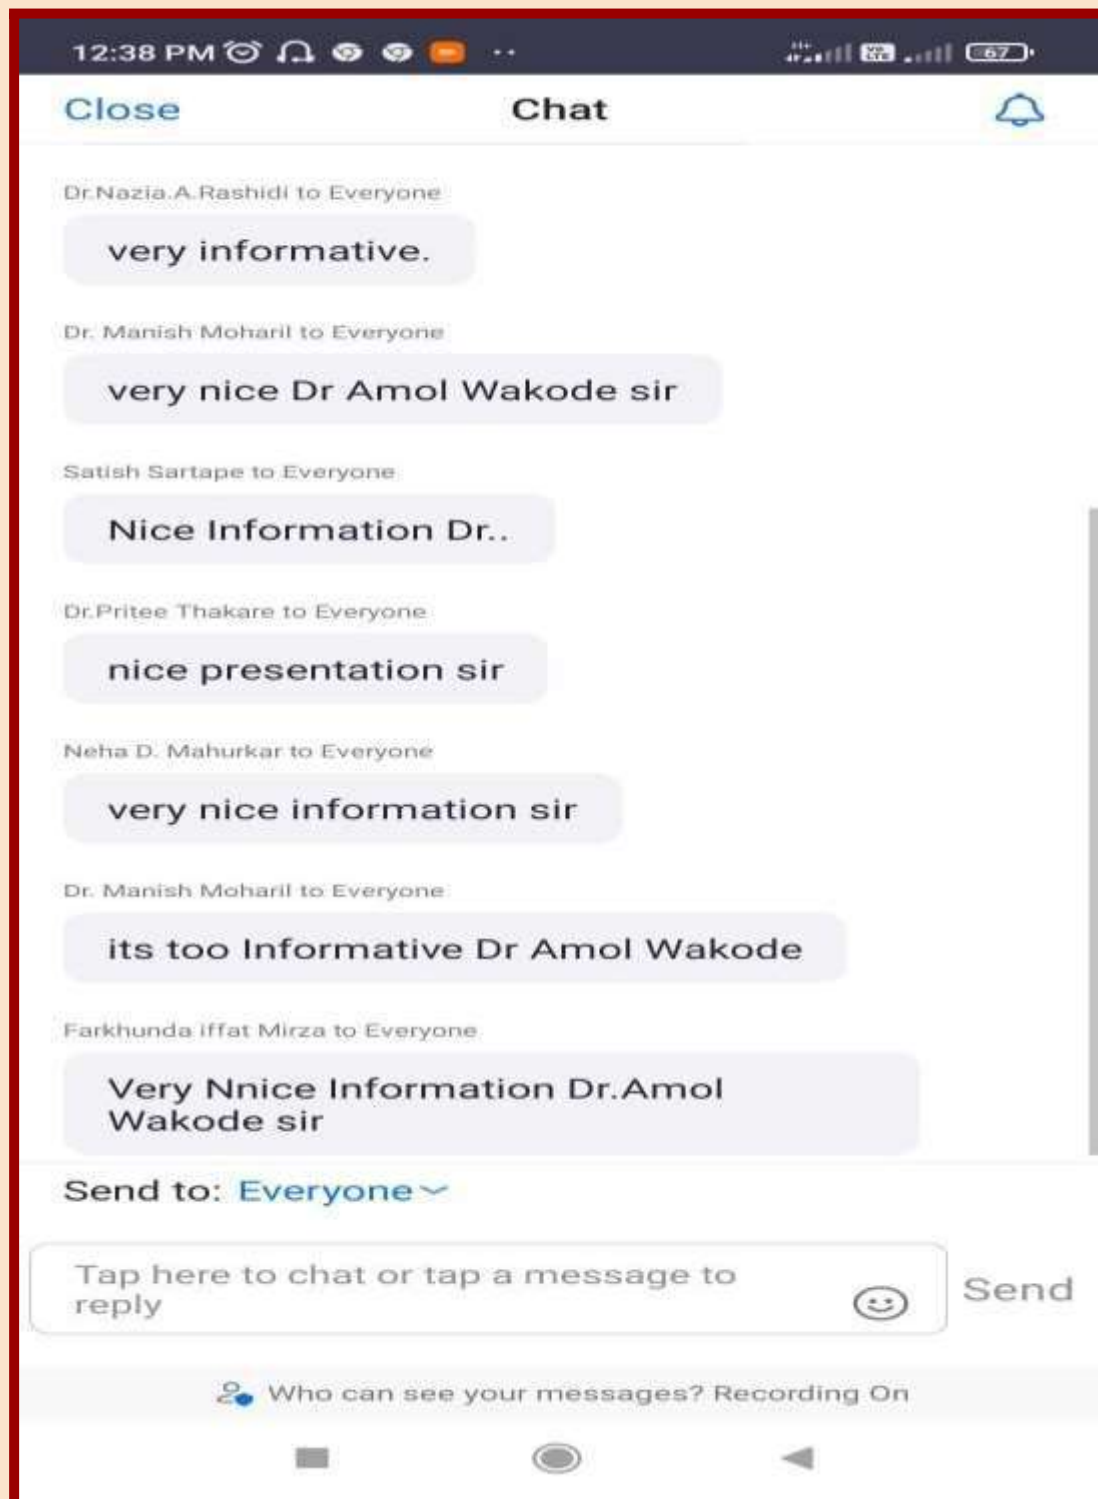 12:38 PM
67
Close
Chat
Dr.Nazia.A.Rashidi to Everyone
very informative.
Dr. Manish Moharil to Everyone
very nice Dr Amol Wakode sir
Satish Sartape to Everyone
Nice Information Dr..
Dr.Pritee Thakare to Everyone
nice presentation sir
Neha D. Mahurkar to Everyone
very nice information sir
Dr. Manish Moharil to Everyone
its too Informative Dr Amol Wakode
Farkhunda iffat Mirza to Everyone
Very Nnice Information Dr.Amol
Wakode sir
Send to: Everyone
Tap here to chat or tap a message to
reply
Send
Who can see your messages? Recording On